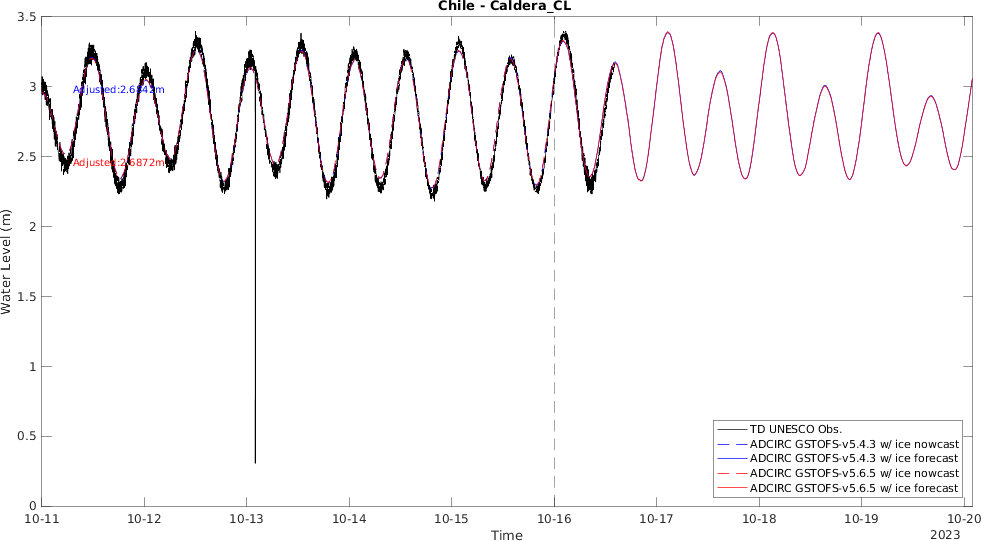 Chile - Caldera_CL
3.5
3
2.5
2
1.5
1
0.5
0
Water Level (m)
Adjusted:2.6842m
Adjusted:2.6872m
TD UNESCO Obs.
ADCIRC GSTOFS-v5.4.3 w/ ice nowcast
ADCIRC GSTOFS-v5.4.3 w/ ice forecast
ADCIRC GSTOFS-v5.6.5 w/ ice nowcast
ADCIRC GSTOFS-v5.6.5 w/ ice forecast
10-11 10-12 10-13 10-14 10-15 10-16 10-17 10-18 10-19 10-20
Time
2023